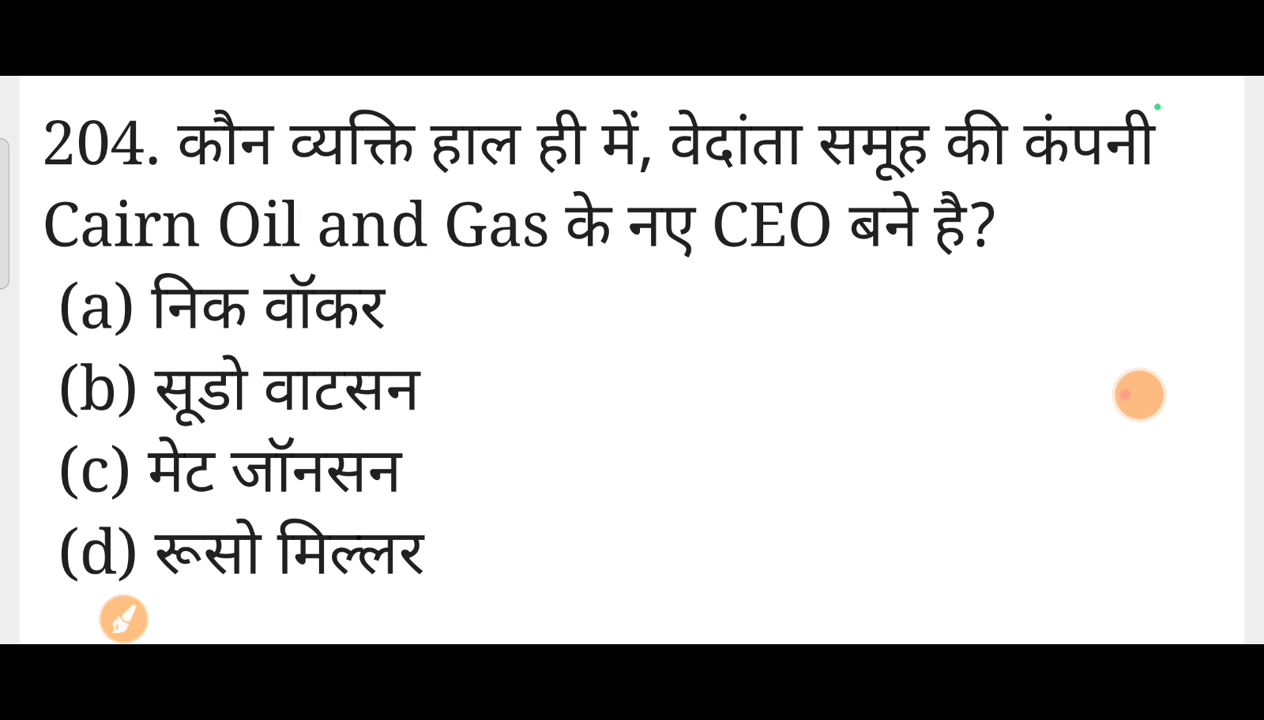 204. कौन व्यक्ति हाल ही में, वेदांता समूह की कंपनी
Cairn Oil and Gas के नए CEO बने है?
(a) निक वॉकर
(b) सूडो वाटसन
(c) मेट जॉनसन
(d) रूसो मिल्लर